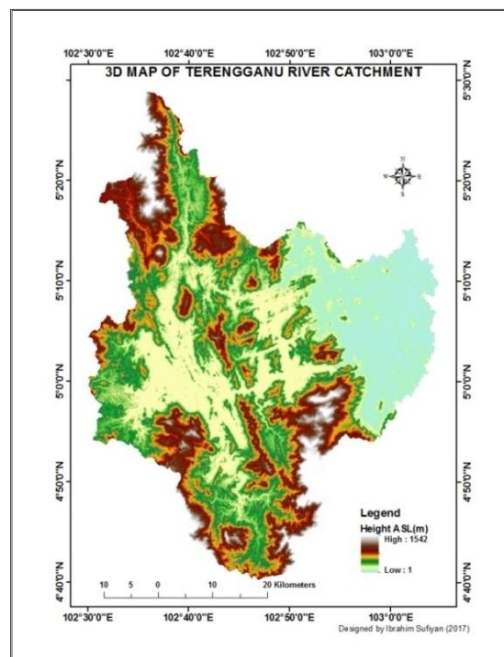 102°30'0"E 102°40'0"E 102°50'0"E 103°0'0"E
3D MAP OF TERENGGANU RIVER CATCHMENT
5°30'0"N 5°30'0"N
N
W E
S
5°20'0"N 5°20'0"N
5°10'0"N 5°10'0"N
5°0'0"N 5°0'0"N
4°50'0"N 4°50'0"N
Legend
Height ASL(m)
High : 1542
Low : 1
4°40'0"N 4°40'0"N
10 5 0 10 20 Kilometers
102°30'0"E 102°40'0"E 102°50'0"E 103°0'0"E
Designed by Ibrahim Sufiyan (2017)